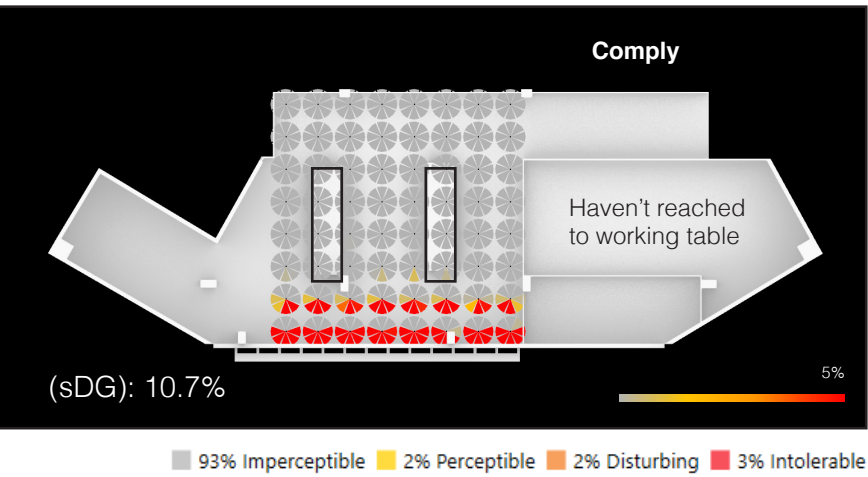 Comply
Haven't reached
to working table
(sDG): 10.7%
5%
93% Imperceptible 2% Perceptible 2% Disturbing 3% Intolerable